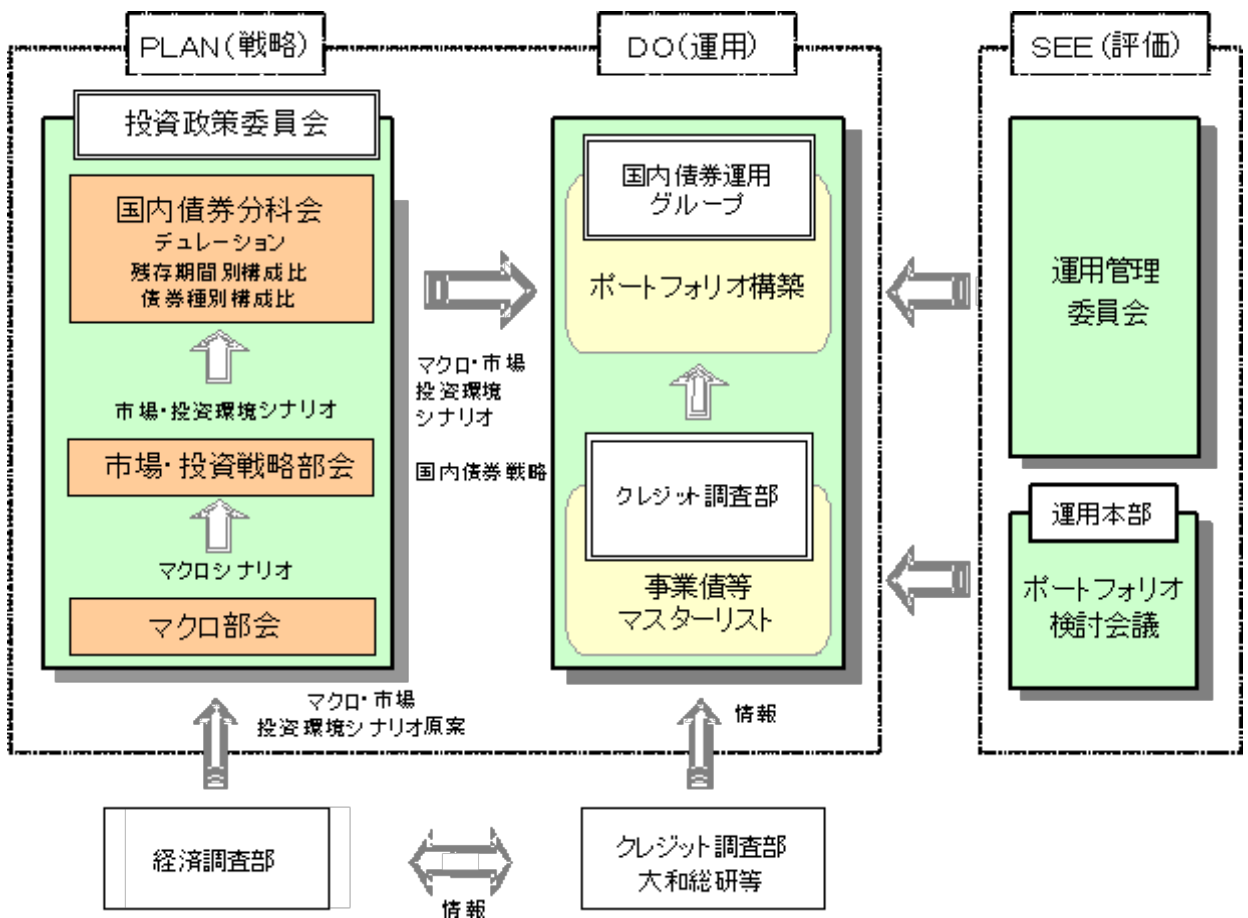 PLAN(戦略)
DO(運用)
SEE(評価)
投資政策委員会
国内債券分科会
デュレーション
残存期間別構成比
債券種別構成比
市場・投資環境シナリオ
市場・投資戦略部会
マクロシナリオ
マクロ部会
マクロ・市場
投資環境
シナリオ
国内債券戦略
国内債券運用
グループ
ポートフォリオ構築
クレジット調査部
事業債等
マスターリスト
運用管理
委員会
運用本部
ポートフォリオ
検討会議
マクロ・市場
投資環境シナリオ原案
情報
経済調査部
情報
クレジット調査部
大和総研等